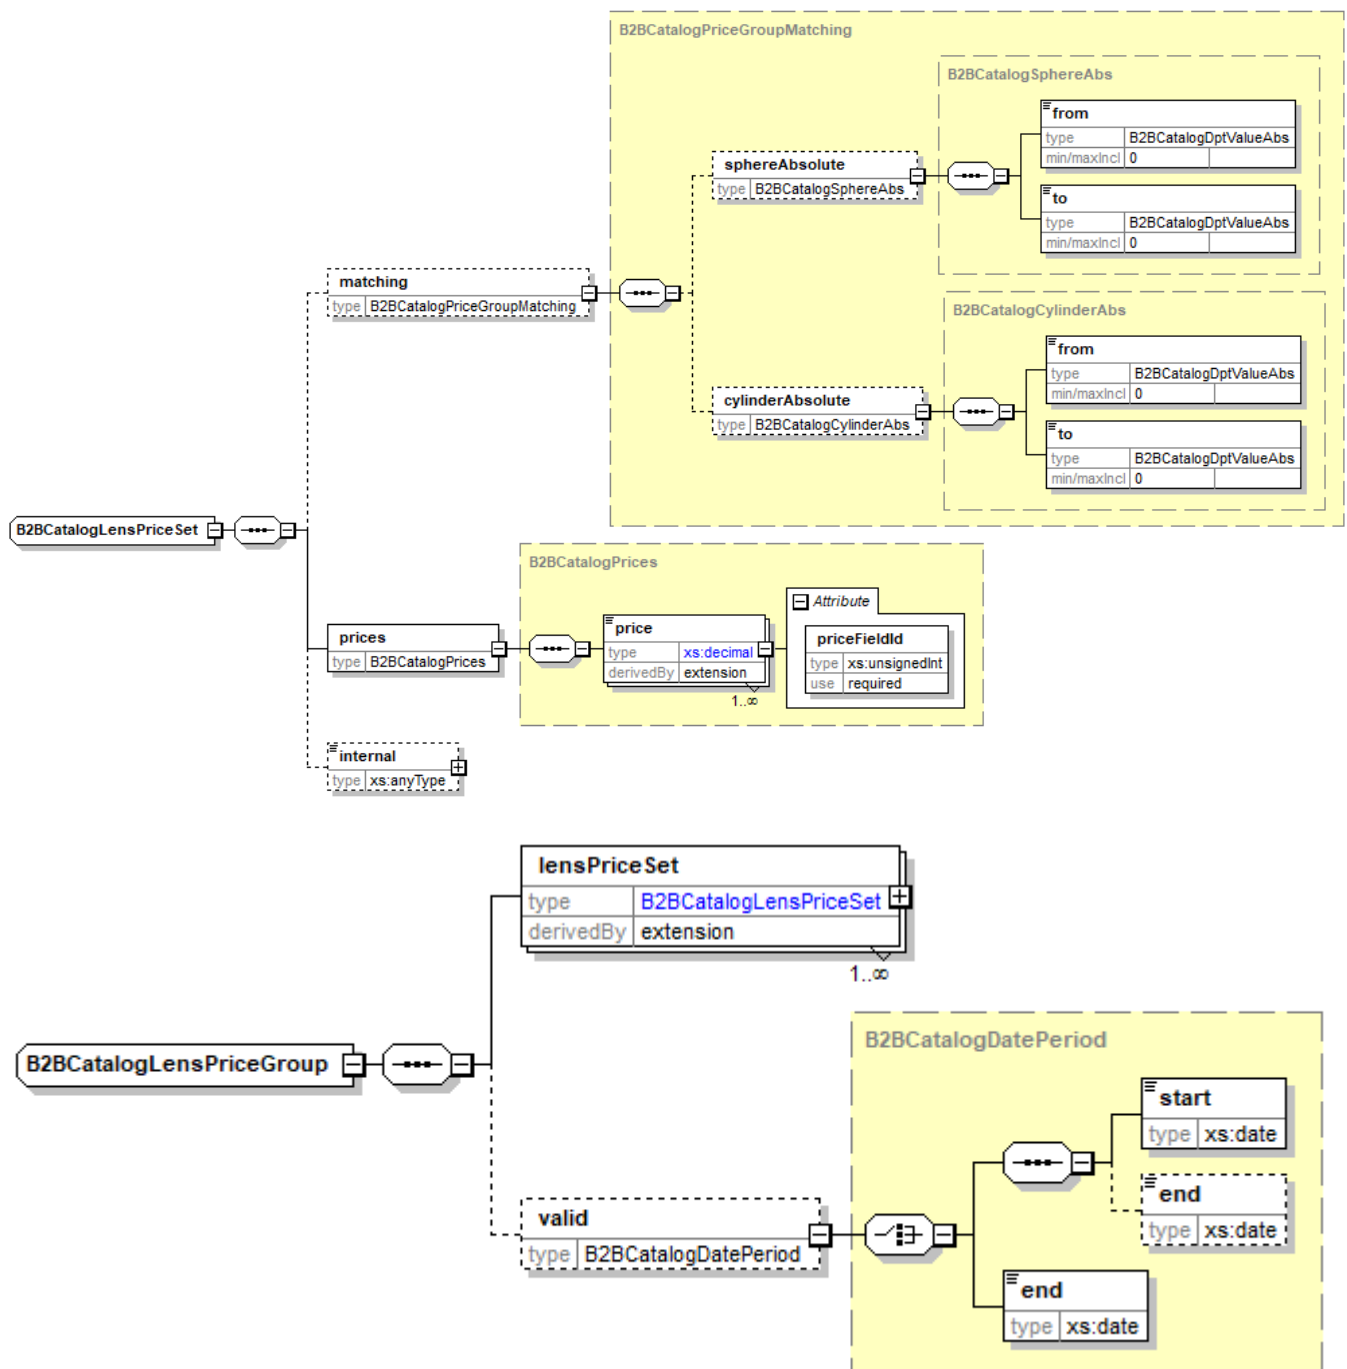 B2BCatalogPriceGroupMatching
B2BCatalogSphereAbs
from
type B2BCatalogDptValueAbs
min/maxIncl 0
sphereAbsolute
type B2BCatalogSphereAbs
to
type B2BCatalogDptValueAbs
min/maxIncl 0
matching
type B2BCatalogPriceGroupMatching
B2BCatalogCylinderAbs
from
type B2BCatalogDptValueAbs
min/maxIncl 0
cylinderAbsolute
type B2BCatalogCylinderAbs
to
type B2BCatalogDptValueAbs
min/maxIncl 0
B2BCatalogLensPriceSet
B2BCatalogPrices
Attribute
prices
type B2BCatalogPrices
price
type xs:decimal
derivedBy extension
1..∞
priceFieldId
type xs:unsignedInt
use required
internal
type xs:anyType
lensPriceSet
type B2BCatalogLensPriceSet
derivedBy extension
1..∞
B2BCatalogLensPriceGroup
B2BCatalogDatePeriod
start
type xs:date
end
type xs:date
valid
type B2BCatalogDatePeriod
end
type xs:date